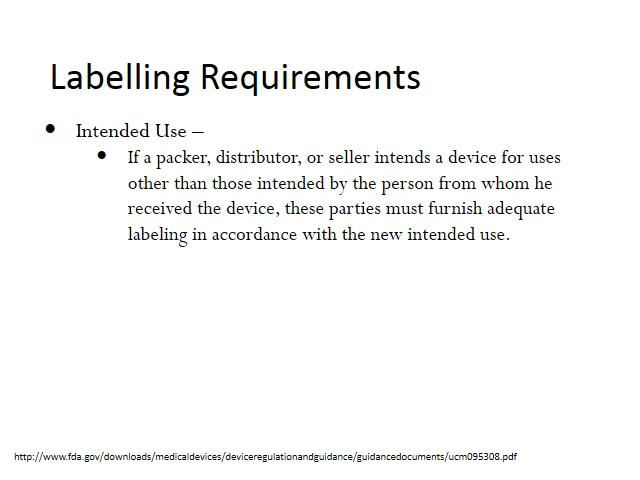 Labelling Requirements
• Intended Use –
• If a packer, distributor, or seller intends a device for uses
other than those intended by the person from whom he
received the device, these parties must furnish adequate
labeling in accordance with the new intended use.
http://www.fda.gov/downloads/medicaldevices/deviceregulationandguidance/guidancedocuments/ucm095308.pdf